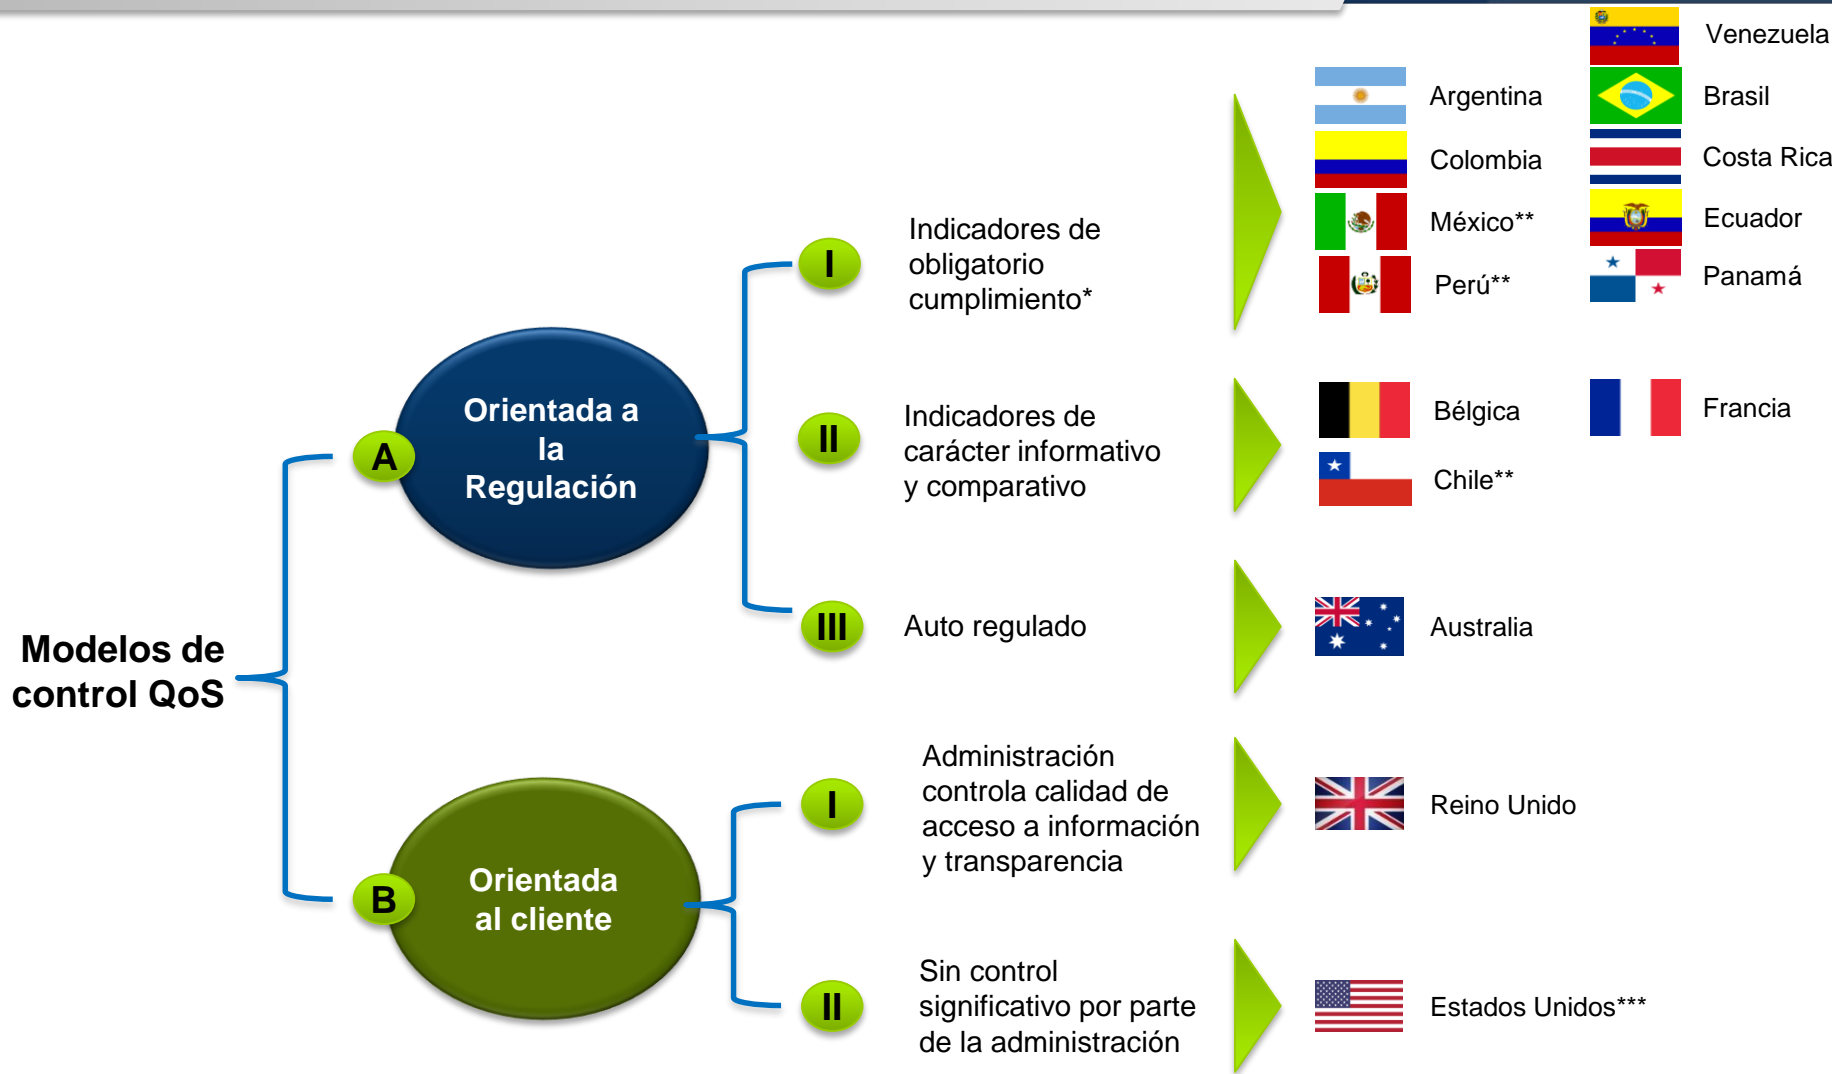 Modelos de
control QoS
A
Orientada a
la
Regulación
I
Indicadores de
obligatorio
cumplimiento*
Argentina
Colombia
México**
Perú**
Venezuela
Brasil
Costa Rica
Ecuador
Panamá
II
Indicadores de
carácter informativo
y comparativo
Bélgica
Chile**
Francia
III
Auto regulado
Australia
B
Orientada
al cliente
I
Administración
controla calidad de
acceso a información
y transparencia
Reino Unido
II
Sin control
significativo por parte
de la administración
Estados Unidos***